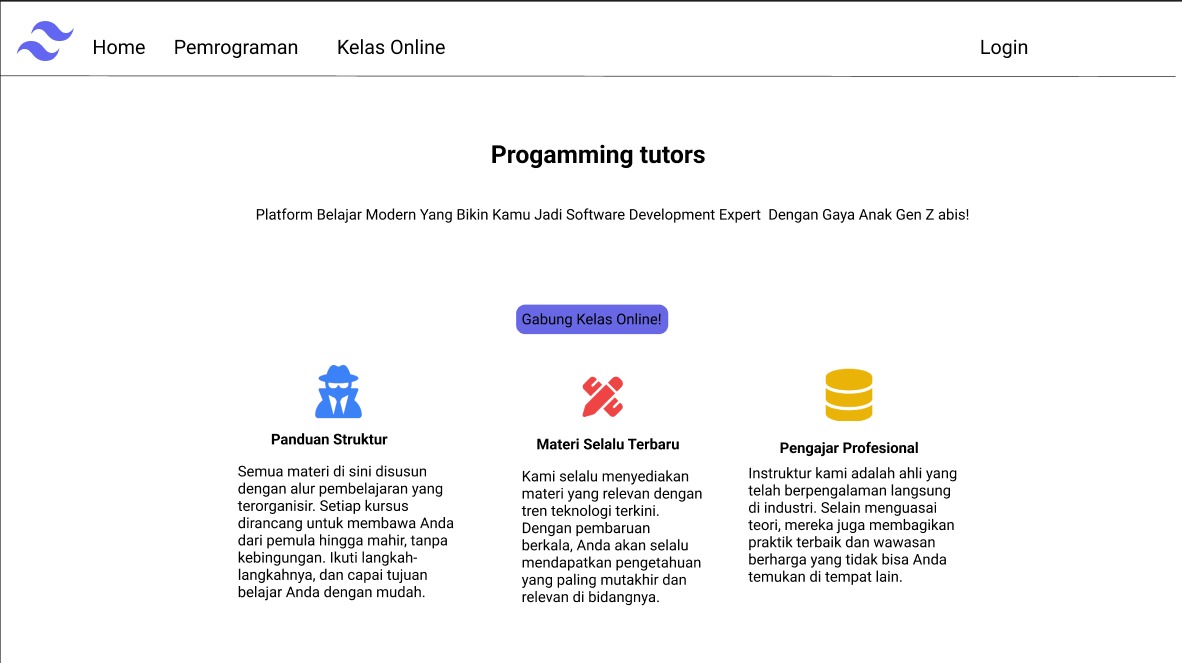 Home Pemrograman Kelas Online Login
Progamming tutors
Platform Belajar Modern Yang Bikin Kamu Jadi Software Development Expert  Dengan Gaya Anak Gen Z abis!
Gabung Kelas Online!
Panduan Struktur
Semua materi di sini disusun
dengan alur pembelajaran yang
terorganisir. Setiap kursus
dirancang untuk membawa Anda
dari pemula hingga mahir, tanpa
kebingungan. Ikuti langkah-
langkahnya, dan capai tujuan
belajar Anda dengan mudah.
Materi Selalu Terbaru
Kami selalu menyediakan
materi yang relevan dengan
tren teknologi terkini.
Dengan pembaruan
berkala, Anda akan selalu
mendapatkan pengetahuan
yang paling mutakhir dan
relevan di bidangnya.
Pengajar Profesional
Instruktur kami adalah ahli yang
telah berpengalaman langsung
di industri. Selain menguasai
teori, mereka juga membagikan
praktik terbaik dan wawasan
berharga yang tidak bisa Anda
temukan di tempat lain.